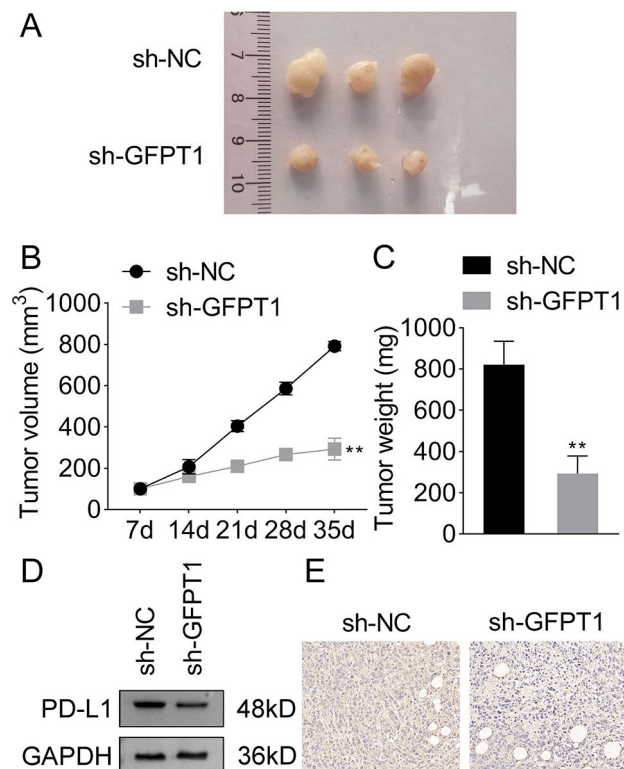 A
sh-NC
sh-GFPT1
6
7
8
9
10
B
sh-NC
sh-GFPT1
Tumor volume (mm³)
1000
800
600
400
200
0
7d 14d 21d 28d 35d
**
C
sh-NC
sh-GFPT1
Tumor weight (mg)
1000
800
600
400
200
0
**
D
sh-NC
sh-GFPT1
PD-L1 48kD
GAPDH 36kD
E
sh-NC sh-GFPT1